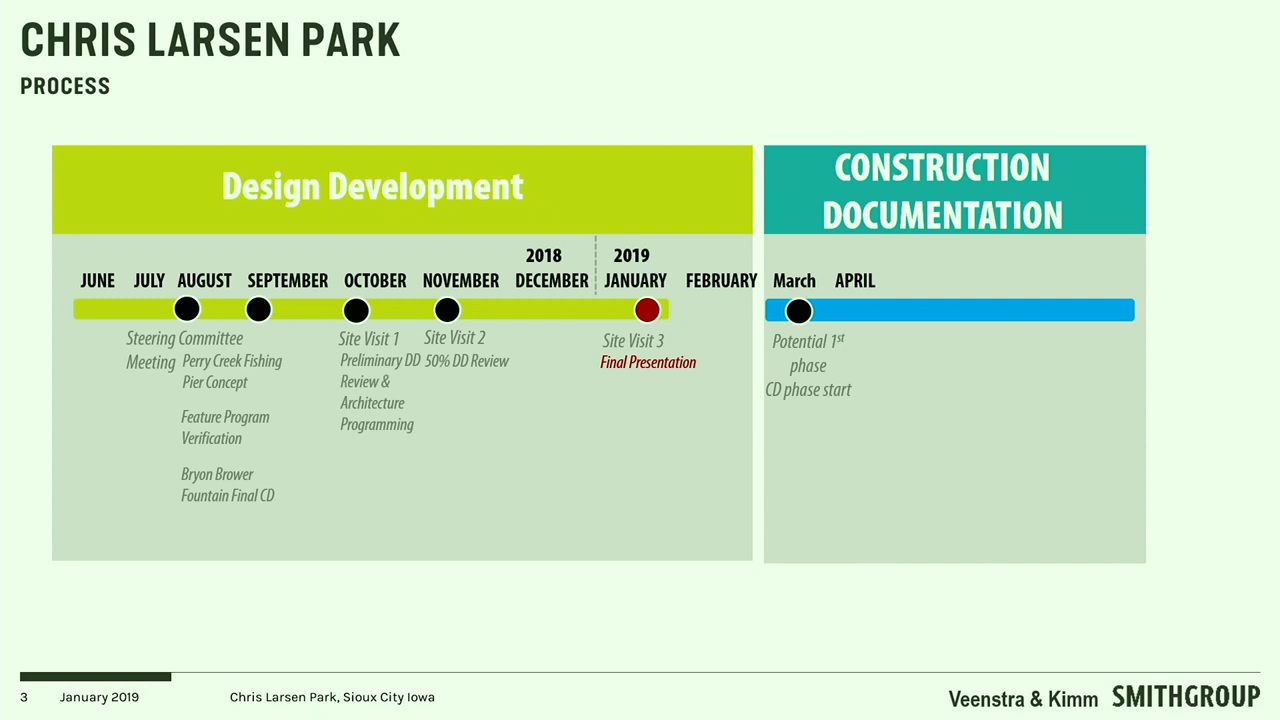 CHRIS LARSEN PARK
PROCESS
Design Development
CONSTRUCTION
DOCUMENTATION
2018 2019
JUNE JULY AUGUST SEPTEMBER OCTOBER NOVEMBER DECEMBER JANUARY FEBRUARY March APRIL
Steering Committee
Meeting
Perry Creek Fishing
Pier Concept
Feature Program
Verification
Bryon Brower
Fountain Final CD
Site Visit 1
Preliminary DD
Review &
Architecture
Programming
Site Visit 2
50% DD Review
Site Visit 3
Final Presentation
Potential 1st
phase
CD phase start
3 January 2019 Chris Larsen Park, Sioux City Iowa
Veenstra & Kimm SMITHGROUP